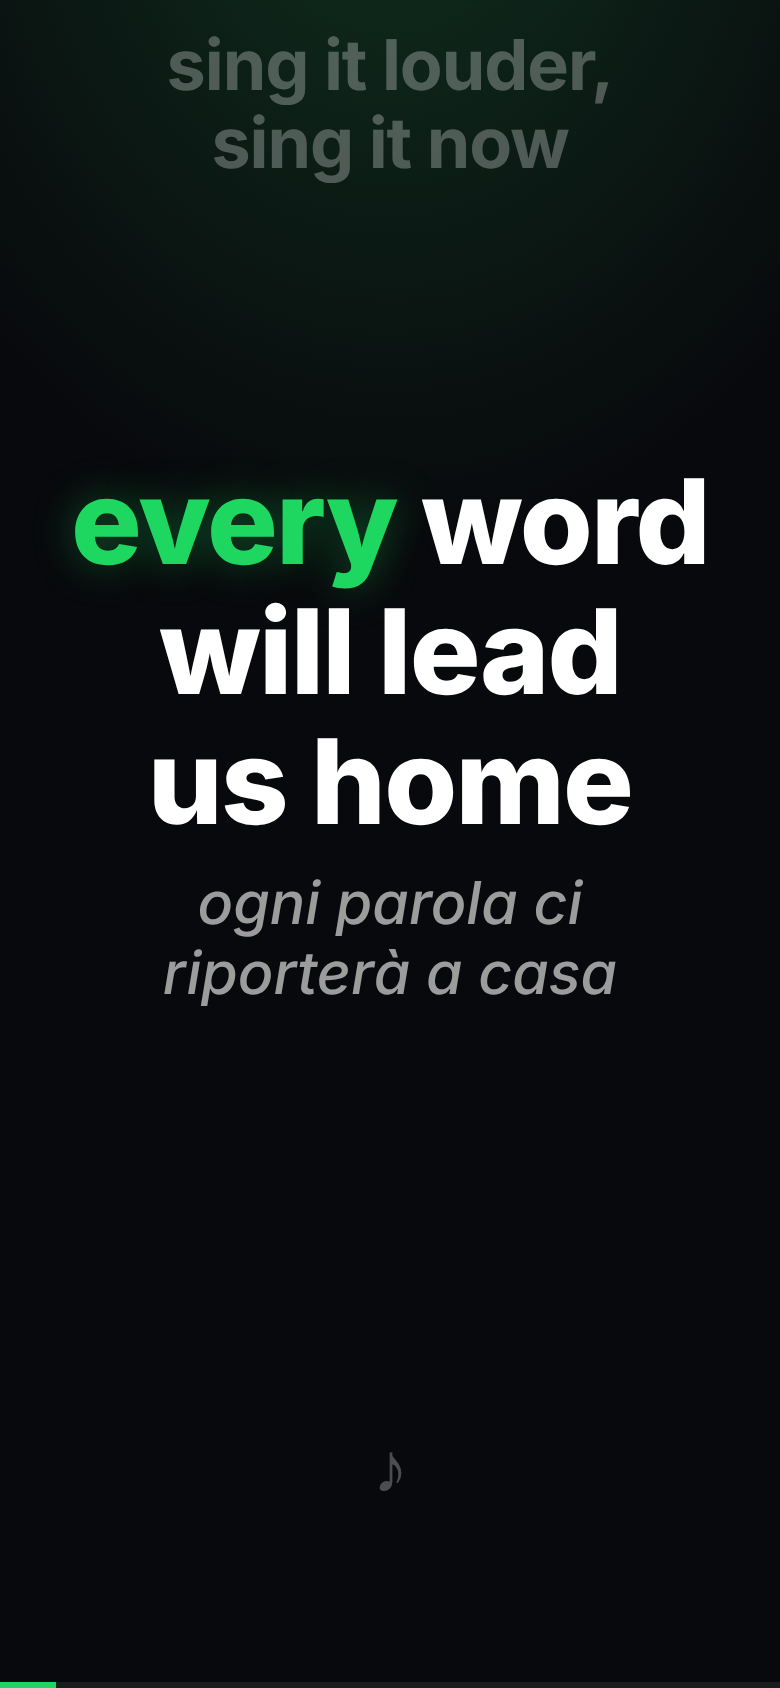 sing it louder,
sing it now
every word
will lead
us home
ogni parola ci
riporterà a casa
♪